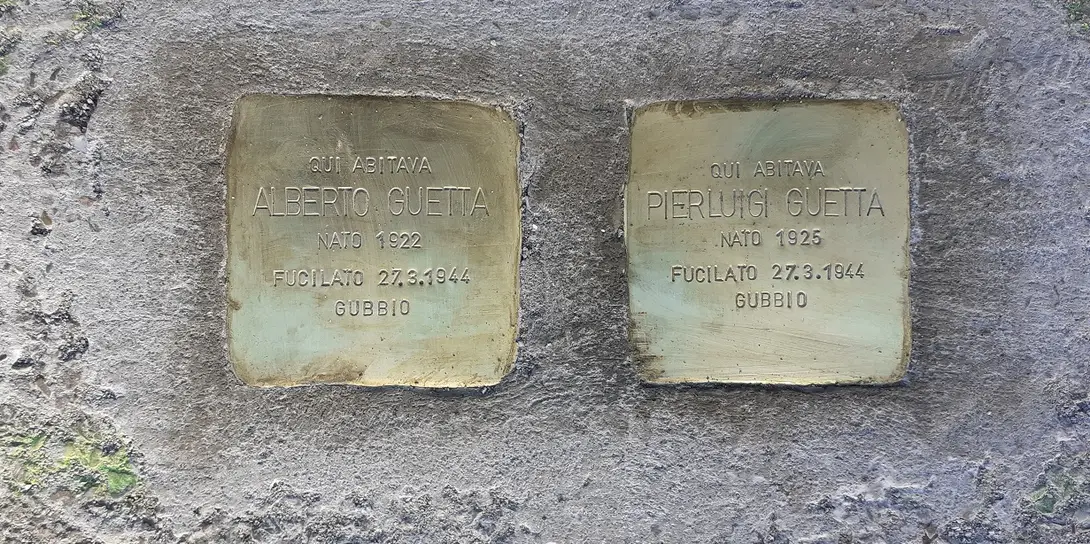 QUI ABITAVA
ALBERTO GUETTA
NATO 1922
FUCILATO 27.3.1944
GUBBIO
QUI ABITAVA
PIERLUIGI GUETTA
NATO 1925
FUCILATO 27.3.1944
GUBBIO